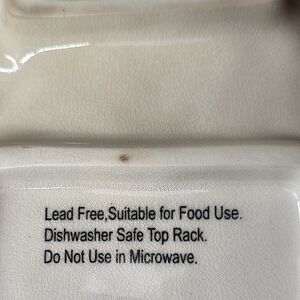 Lead Free,Suitable for Food Use.
Dishwasher Safe Top Rack.
Do Not Use in Microwave.